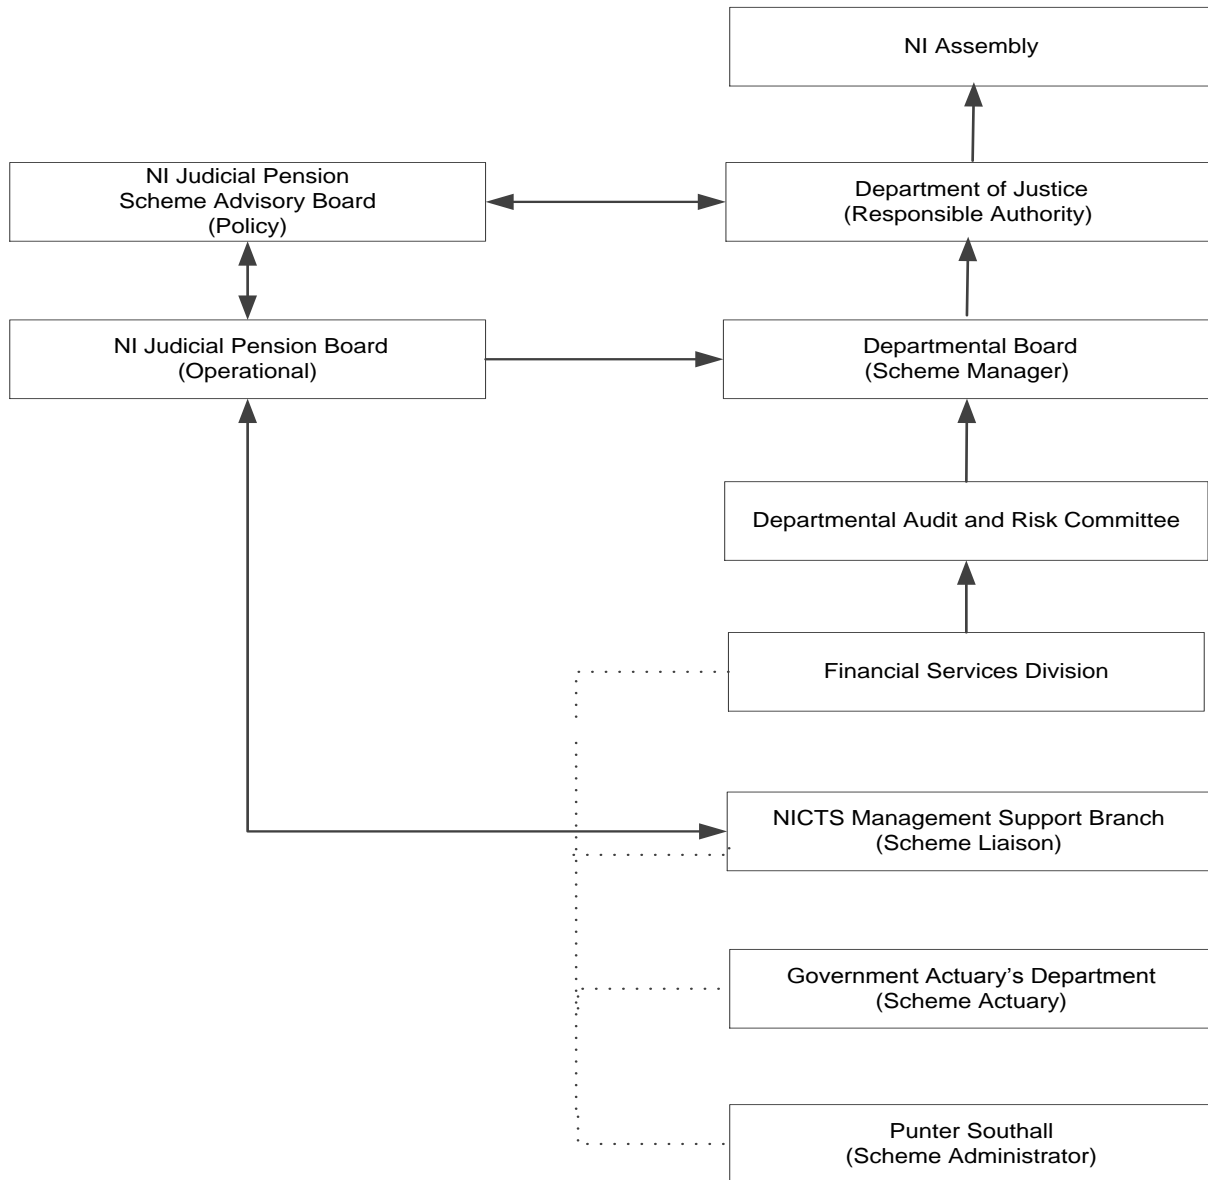 NI Assembly
NI Judicial Pension
Scheme Advisory Board
(Policy)
Department of Justice
(Responsible Authority)
NI Judicial Pension Board
(Operational)
Departmental Board
(Scheme Manager)
Departmental Audit and Risk Committee
Financial Services Division
NICTS Management Support Branch
(Scheme Liaison)
Government Actuary’s Department
(Scheme Actuary)
Punter Southall
(Scheme Administrator)